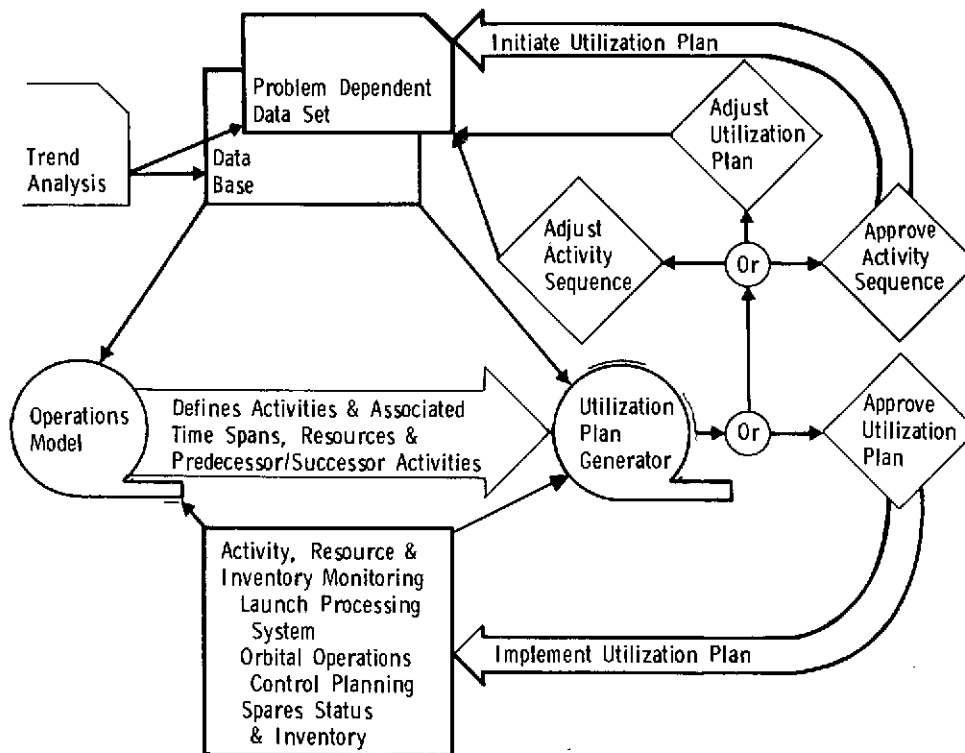 Initiate Utilization Plan
Problem Dependent
Data Set
Trend
Analysis
Data
Base
Adjust
Utilization
Plan
Adjust
Activity
Sequence
Or
Approve
Activity
Sequence
Operations
Model
Defines Activities & Associated
Time Spans, Resources &
Predecessor/Successor Activities
Utilization
Plan
Generator
Or
Approve
Utilization
Plan
Activity, Resource &
Inventory Monitoring
Launch Processing
System
Orbital Operations
Control Planning
Spares Status
& Inventory
Implement Utilization Plan